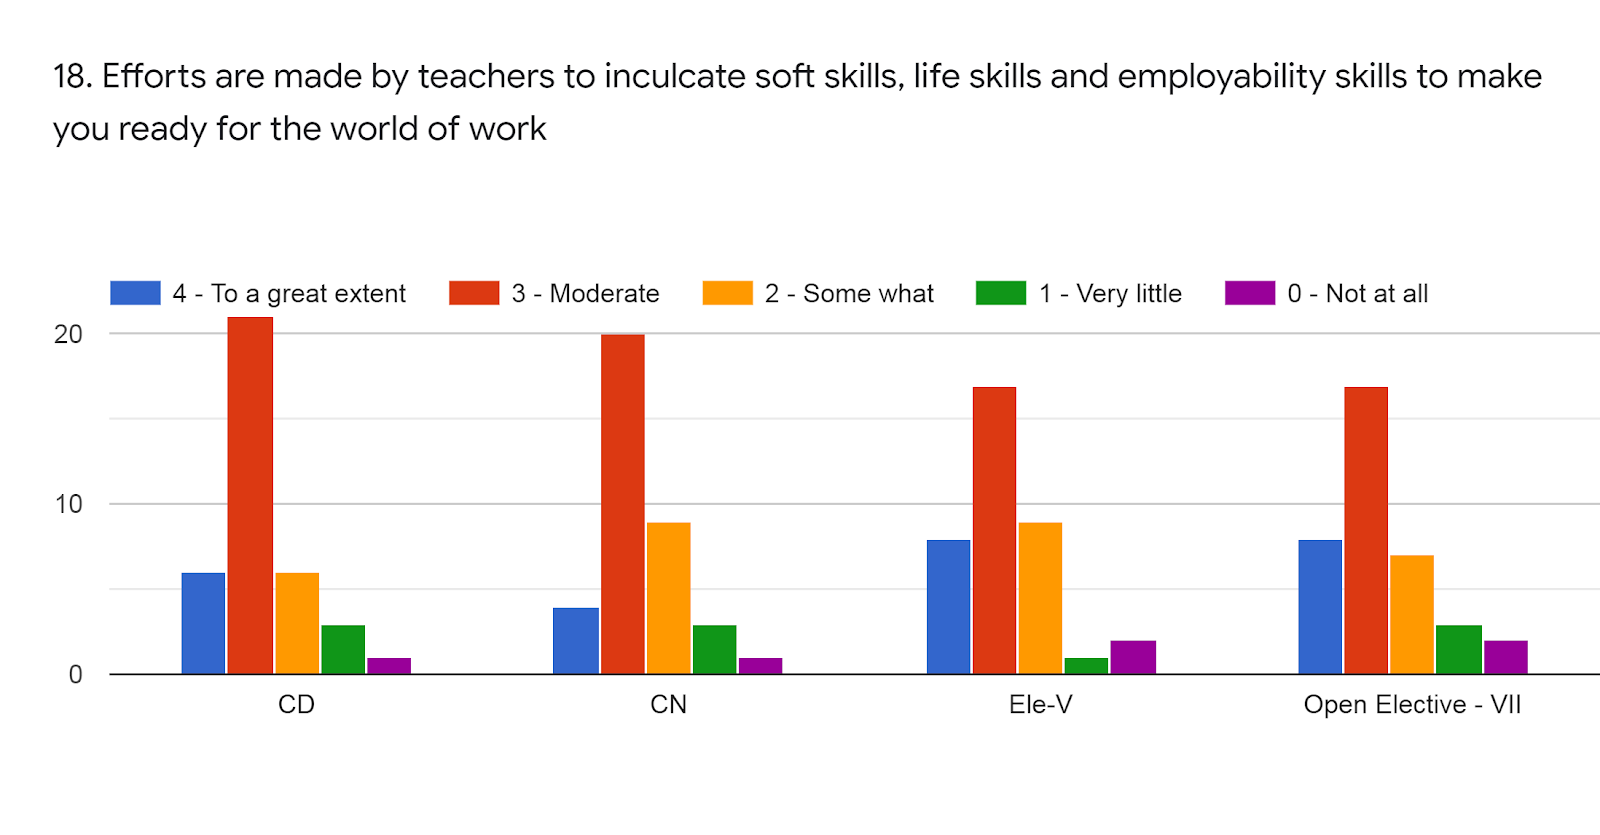 18. Efforts are made by teachers to inculcate soft skills, life skills and employability skills to make
you ready for the world of work
4 - To a great extent 3 - Moderate 2 - Some what 1 - Very little 0 - Not at all
20
10
0
CD CN Ele-V Open Elective - VII